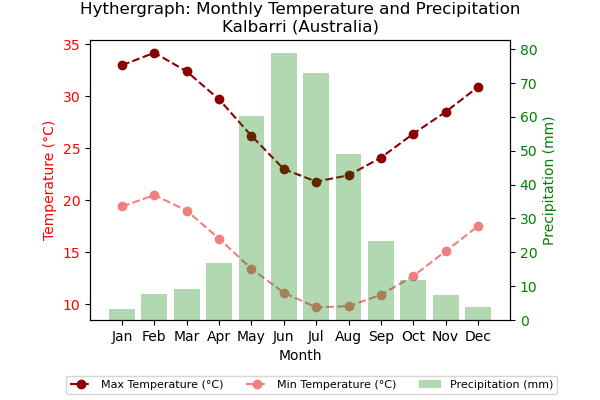 Hythergraph: Monthly Temperature and Precipitation
Kalbarri (Australia)
35
30
25
20
15
10
Temperature (°C)
80
70
60
50
40
30
20
10
0
Precipitation (mm)
Jan Feb Mar Apr May Jun Jul Aug Sep Oct Nov Dec
Month
Max Temperature (°C) Min Temperature (°C) Precipitation (mm)